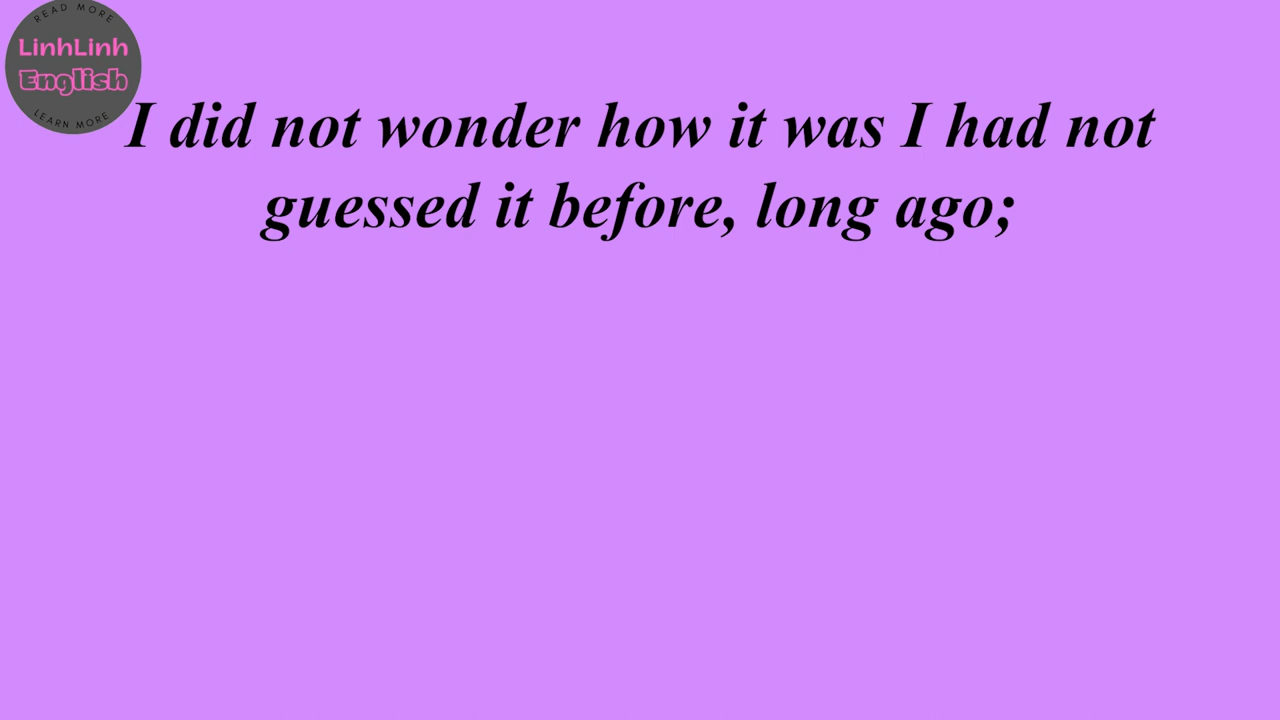 READ MORE
LinhLinh
English
LEARN MORE
I did not wonder how it was I had not
guessed it before, long ago;